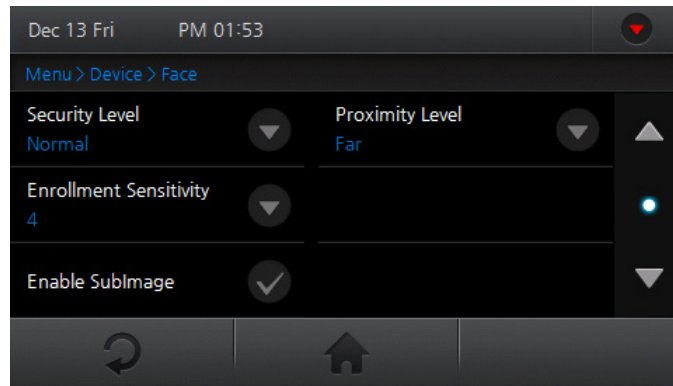 Dec 13 Fri PM 01:53
Menu > Device > Face
Security Level
Normal
Proximity Level
Far
Enrollment Sensitivity
4
Enable SubImage